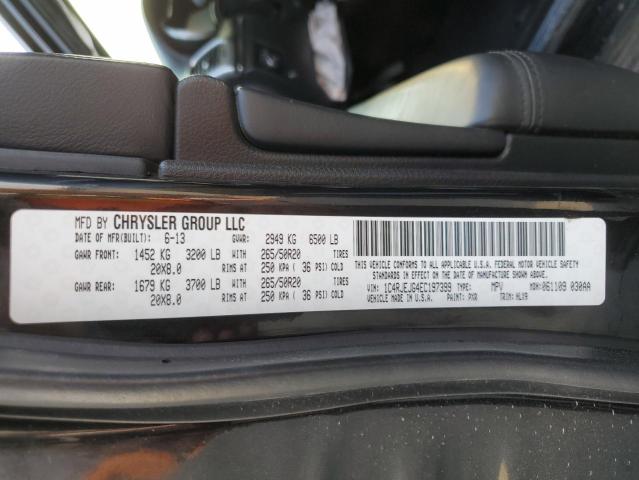 MFD BY CHRYSLER GROUP LLC
DATE OF MFR(BUILT): 6-13 GVWR: 2949 KG 6500 LB
GAWR FRONT: 1452 KG 3200 LB WITH 265/50R20 TIRES
20X8.0 RIMS AT 250 KPA ( 36 PSI) COLD
GAWR REAR: 1679 KG 3700 LB WITH 265/50R20 TIRES
20X8.0 RIMS AT 250 KPA ( 36 PSI) COLD
THIS VEHICLE CONFORMS TO ALL APPLICABLE U.S.A. FEDERAL MOTOR VEHICLE SAFETY
STANDARDS IN EFFECT ON THE DATE OF MANUFACTURE SHOWN ABOVE.
VIN: 1C4RJEJG4EC197399 TYPE: MPV MDH: 061109 030AA
VEHICLE MADE IN U.S.A. PAINT: PXR TRIM: HLX9